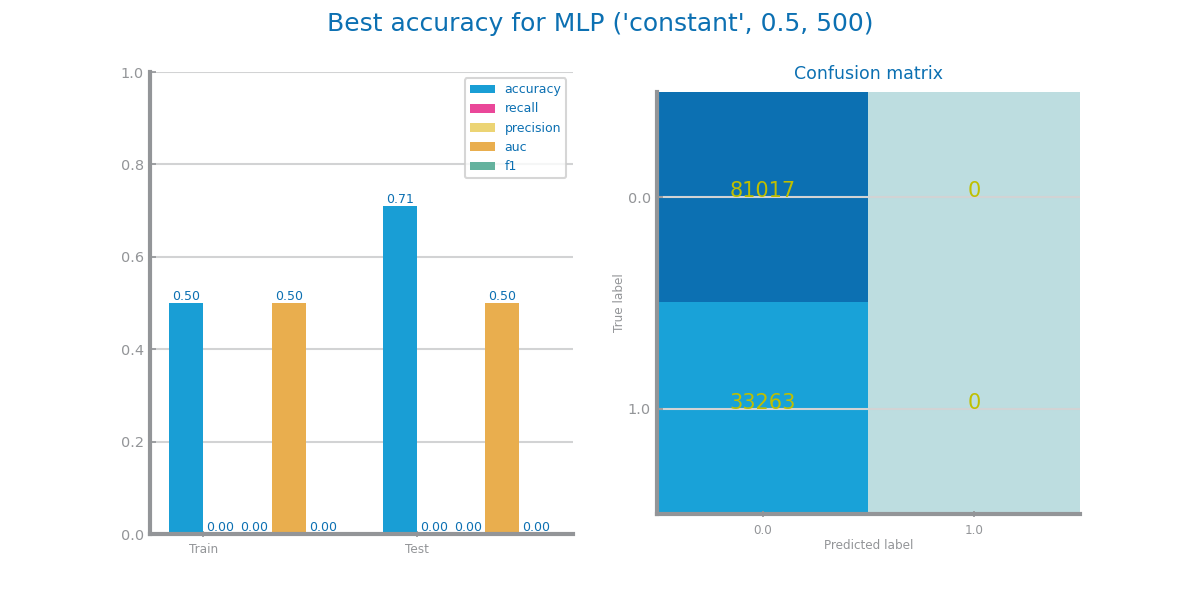 Best accuracy for MLP ('constant', 0.5, 500)
1.0
0.8
0.6
0.4
0.2
0.0
accuracy
recall
precision
auc
f1
0.50
0.00
0.00
0.50
0.00
0.71
0.00
0.00
0.50
0.00
Train
Test
Confusion matrix
True label
0.0
1.0
81017
0
33263
0
0.0
1.0
Predicted label